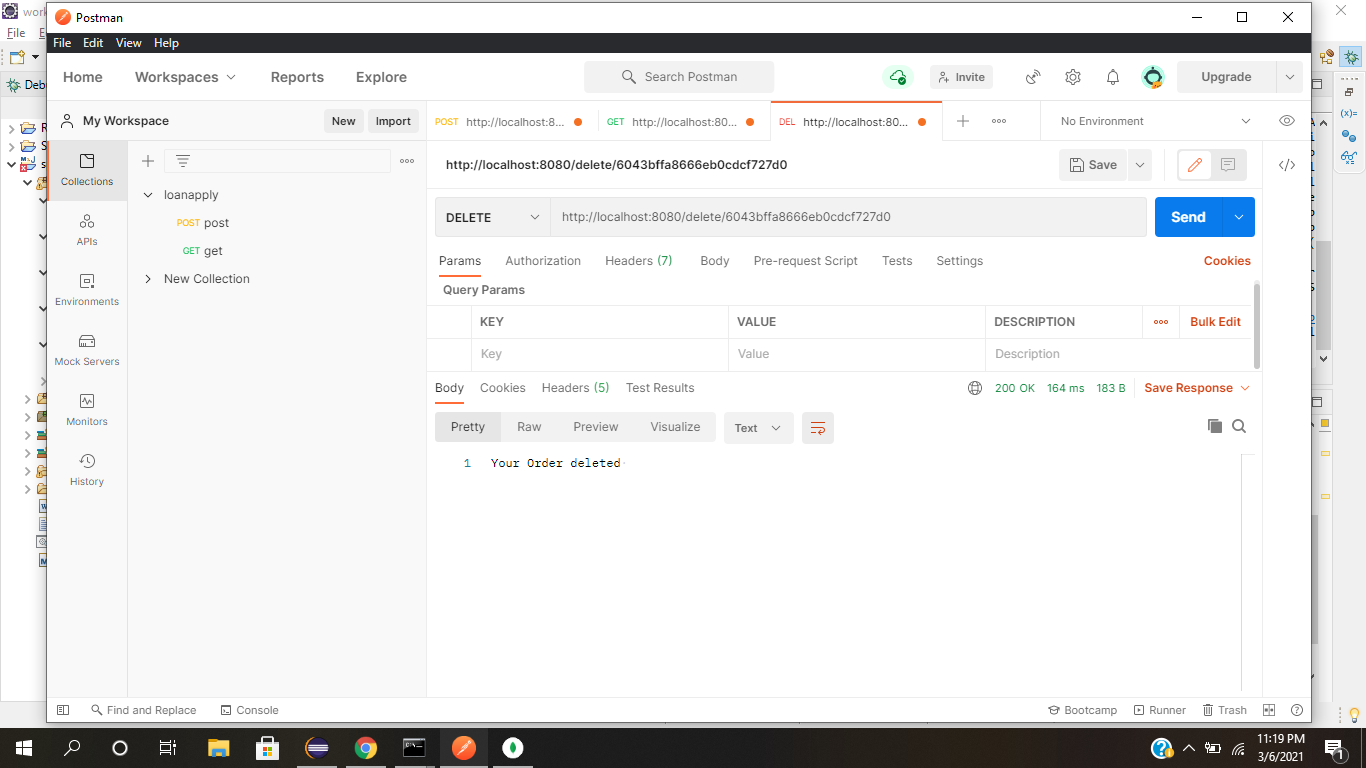 work
Postman
File
E
File Edit View Help
Home Workspaces Reports Explore Search Postman Invite Upgrade
Deb
My Workspace New Import POST http://localhost:8... GET http://localhost:80... DEL http://localhost:80... No Environment
(x)=
R
S
s
Collections
loanapply
POST post
GET get
New Collection
APIs
Environments
Mock Servers
Monitors
History
http://localhost:8080/delete/6043bffa8666eb0cdcf727d0 Save
DELETE http://localhost:8080/delete/6043bffa8666eb0cdcf727d0 Send
Params Authorization Headers (7) Body Pre-request Script Tests Settings Cookies
Query Params
KEY VALUE DESCRIPTION Bulk Edit
Key Value Description
Body Cookies Headers (5) Test Results 200 OK 164 ms 183 B Save Response
Pretty Raw Preview Visualize Text
1 Your Order deleted
Find and Replace Console Bootcamp Runner Trash
11:19 PM
3/6/2021
1